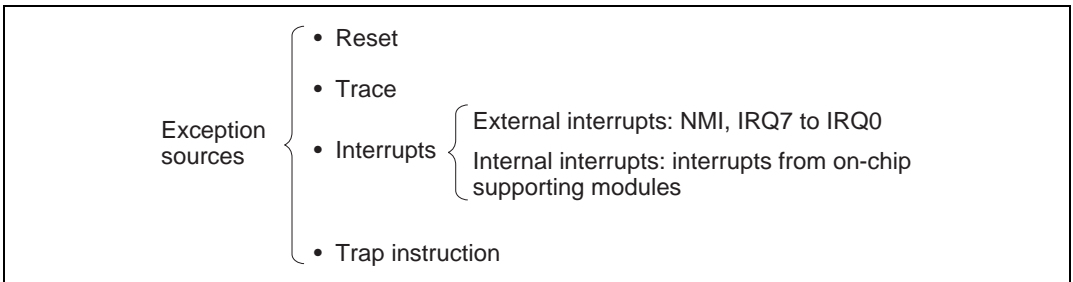 • Reset
• Trace
Exception
sources
• Interrupts
External interrupts: NMI, IRQ7 to IRQ0
Internal interrupts: interrupts from on-chip
supporting modules
• Trap instruction